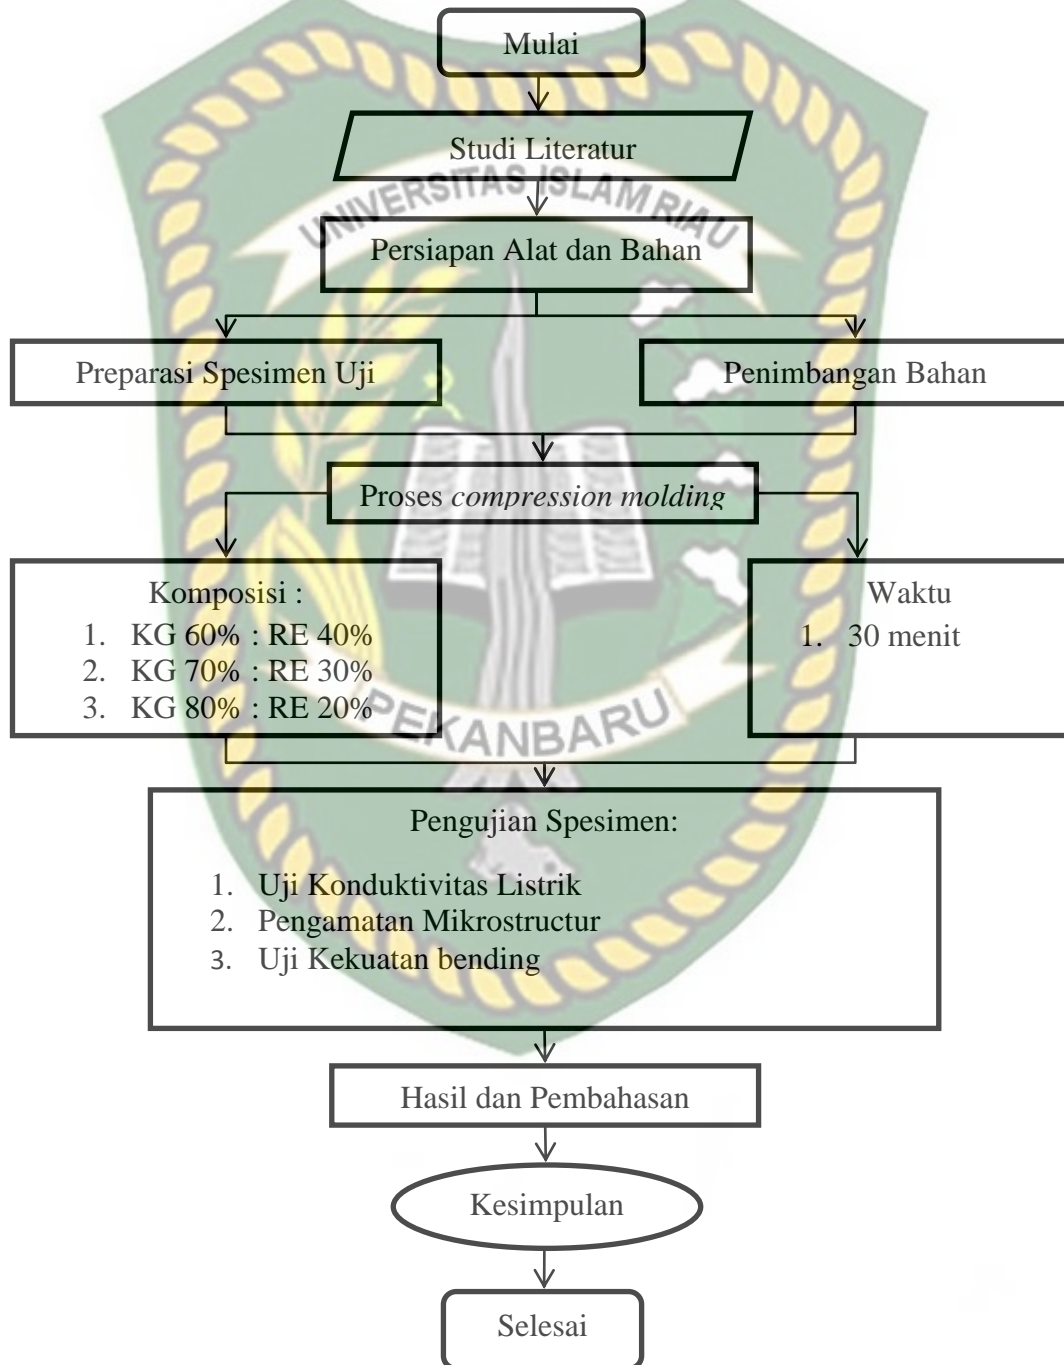 Mulai
Studi Literatur
UNIVERSITAS ISLAM RIAU
Persiapan Alat dan Bahan
Preparasi Spesimen Uji
Penimbangan Bahan
Proses compression molding
Komposisi :
1. KG 60% : RE 40%
2. KG 70% : RE 30%
3. KG 80% : RE 20%
Waktu
1. 30 menit
PEKANBARU
Pengujian Spesimen:
1. Uji Konduktivitas Listrik
2. Pengamatan Mikrostructur
3. Uji Kekuatan bending
Hasil dan Pembahasan
Kesimpulan
Selesai